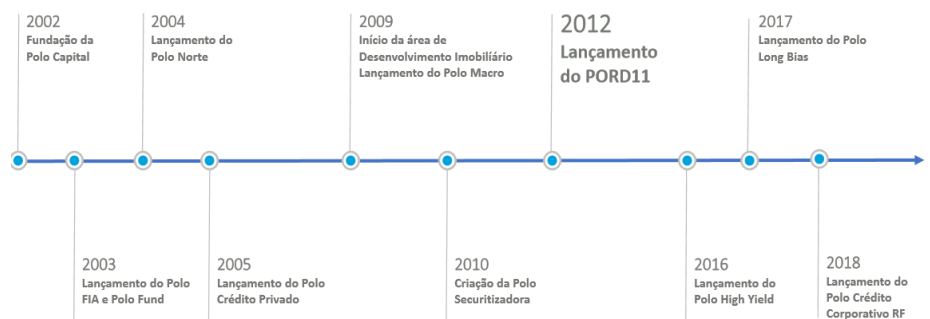 2002
Fundação da
Polo Capital
2004
Lançamento do
Polo Norte
2009
Início da área de
Desenvolvimento Imobilíário
Lançamento do Polo Macro
2012
Lançamento
do PORD11
2017
Lançamento do Polo
Long Bias
2003
Lançamento do Polo
FIA e Polo Fund
2005
Lançamento do Polo
Crédito Privado
2010
Criação da Polo
Securitizadora
2016
Lançamento do
Polo High Yield
2018
Lançamento do
Polo Crédito
Corporativo RF